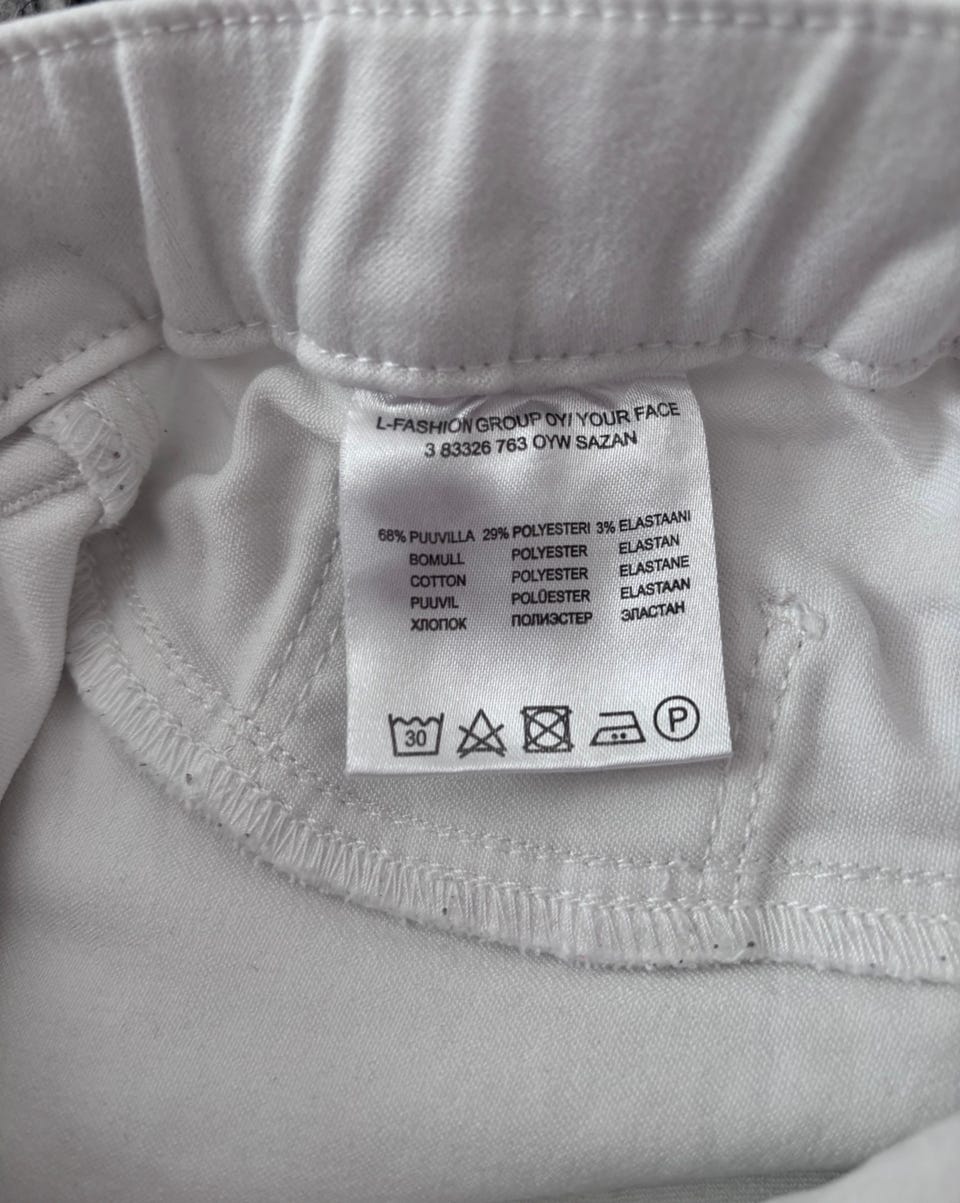 L-FASHION GROUP OY/ YOUR FACE
3 83326 763 OYW SAZAN
68% PUUVILLA 29% POLYESTERI 3% ELASTAANI
BOMULL POLYESTER ELASTAN
COTTON POLYESTER ELASTANE
PUUVIL POLÜESTER ELASTAAN
ХЛОПОК ПОЛИЭСТЕР ЭЛАСТАН
30 P